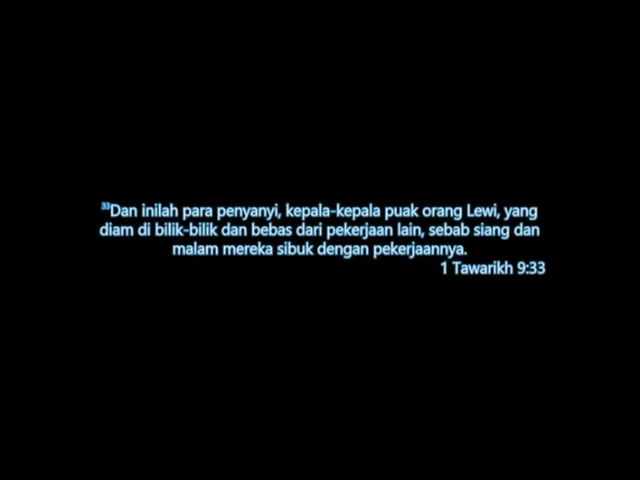 ³³Dan inilah para penyanyi, kepala-kepala puak orang Lewi, yang
diam di bilik-bilik dan bebas dari pekerjaan lain, sebab siang dan
malam mereka sibuk dengan pekerjaannya.
1 Tawarikh 9:33